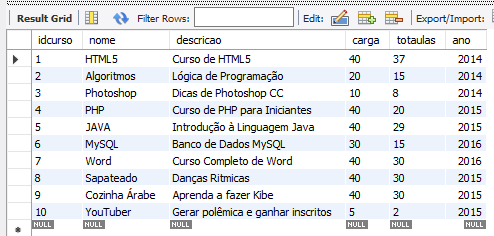 Result Grid Filter Rows: Edit: Export/Import:
idcurso nome descricao carga totaulas ano
1 HTML5 Curso de HTML5 40 37 2014
2 Algoritmos Lógica de Programação 20 15 2014
3 Photoshop Dicas de Photoshop CC 10 8 2014
4 PHP Curso de PHP para Iniciantes 40 20 2015
5 JAVA Introdução à Linguagem Java 40 29 2015
6 MySQL Banco de Dados MySQL 30 15 2016
7 Word Curso Completo de Word 40 30 2016
8 Sapateado Danças Ritmicas 40 30 2015
9 Cozinha Árabe Aprenda a fazer Kibe 40 30 2015
10 YouTuber Gerar polêmica e ganhar inscritos 5 2 2015
NULL NULL NULL NULL NULL NULL